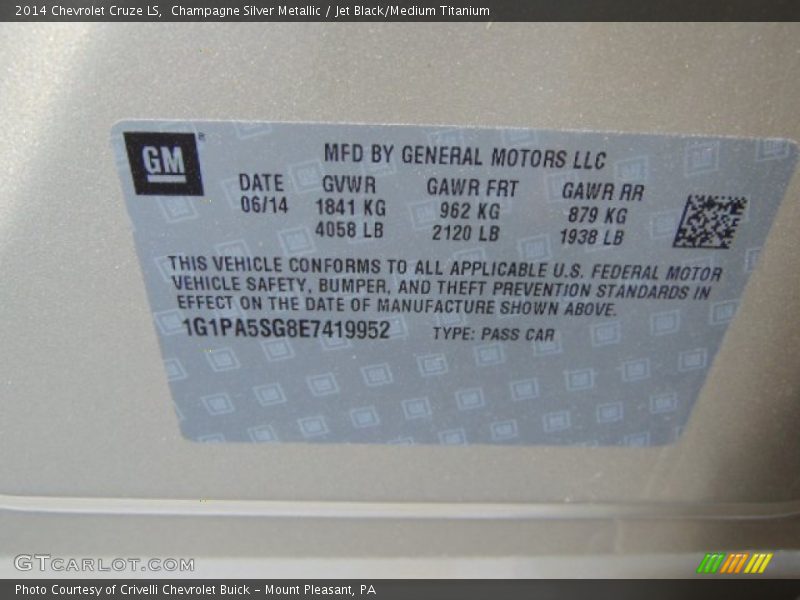 2014 Chevrolet Cruze LS,  Champagne Silver Metallic / Jet Black/Medium Titanium
GM ®
MFD BY GENERAL MOTORS LLC
DATE GVWR GAWR FRT GAWR RR
06/14 1841 KG 962 KG 879 KG
4058 LB 2120 LB 1938 LB
THIS VEHICLE CONFORMS TO ALL APPLICABLE U.S. FEDERAL MOTOR
VEHICLE SAFETY, BUMPER, AND THEFT PREVENTION STANDARDS IN
EFFECT ON THE DATE OF MANUFACTURE SHOWN ABOVE.
1G1PA5SG8E7419952 TYPE: PASS CAR
GTCARLOT.COM
Photo Courtesy of Crivelli Chevrolet Buick – Mount Pleasant, PA